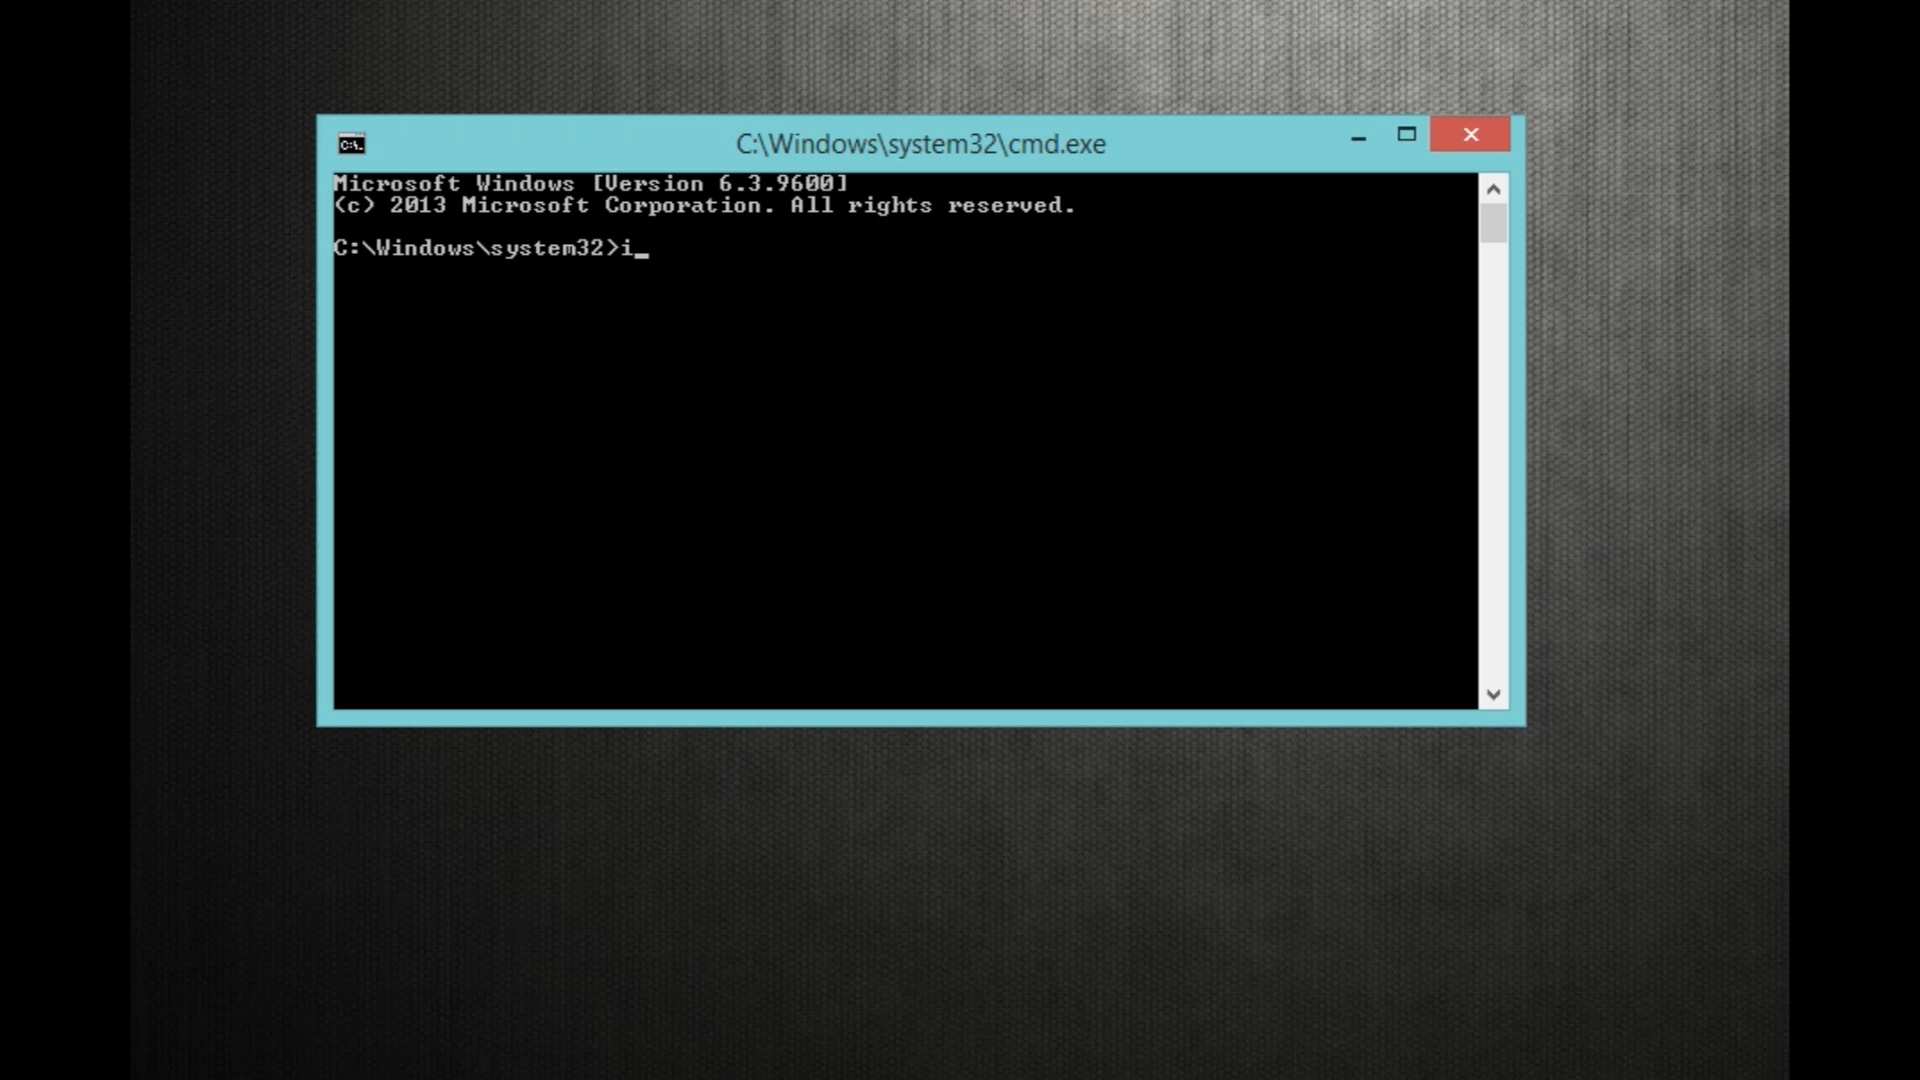 C:\Windows\system32\cmd.exe
Microsoft Windows [Version 6.3.9600]
(c) 2013 Microsoft Corporation. All rights reserved.
C:\Windows\system32>i_